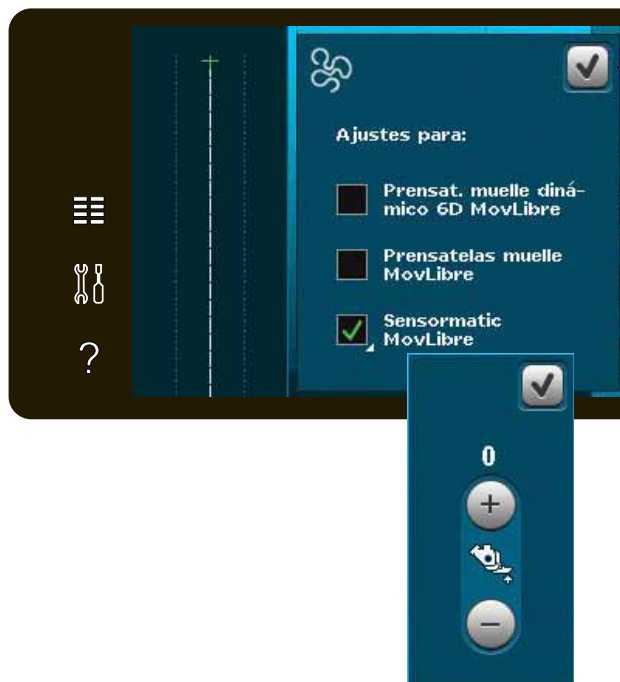 Ajustes para:
Prensat. muelle diná-
mico 6D MovLibre
Prensatelas muelle
MovLibre
Sensormatic
MovLibre
?
0
+
−